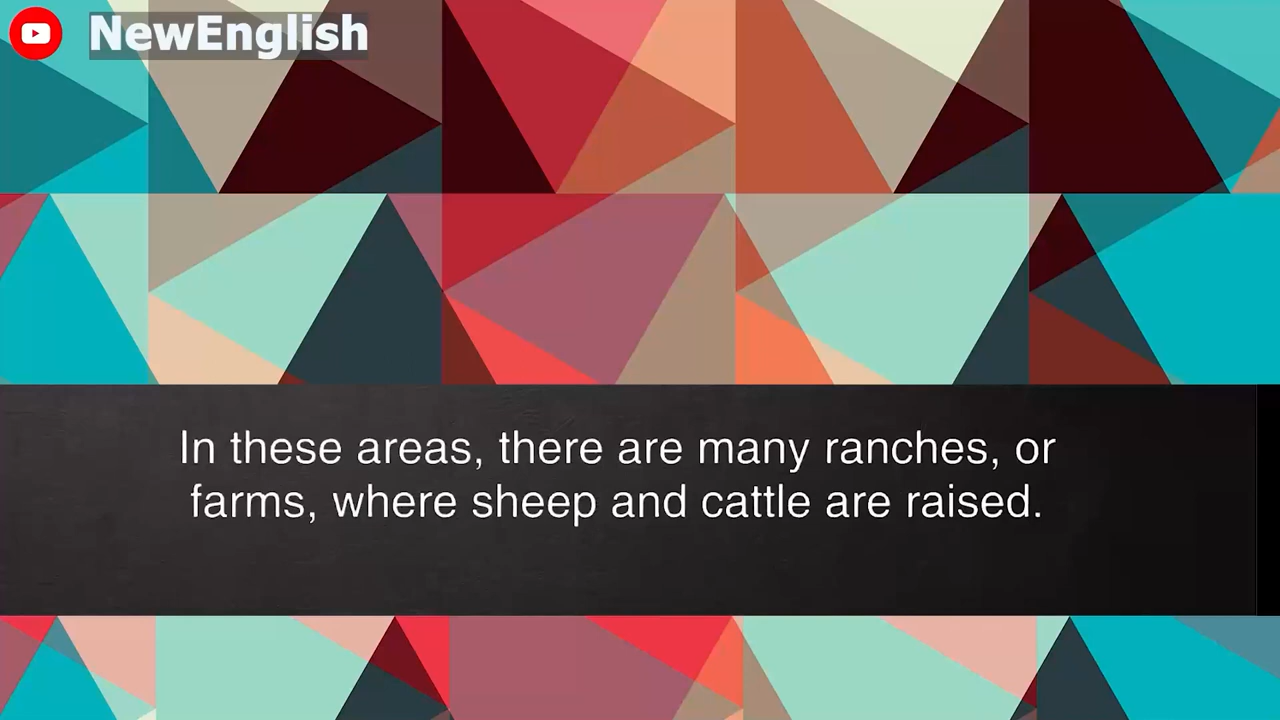 NewEnglish
In these areas, there are many ranches, or
farms, where sheep and cattle are raised.